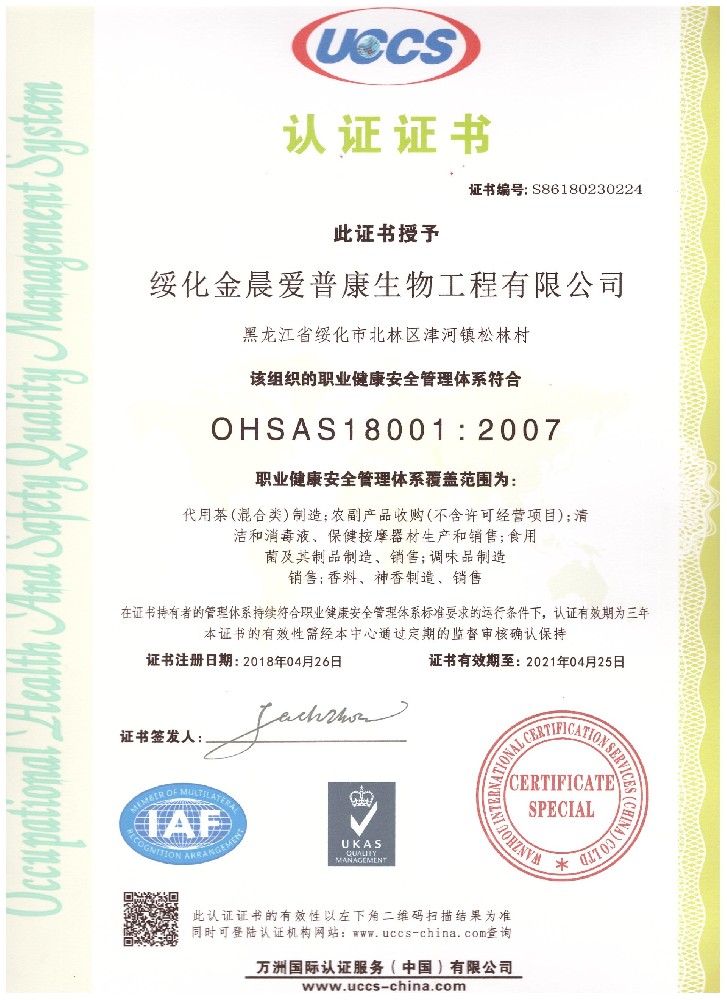 UCCS
认证证书
证书编号: S86180230224
此证书授予
绥化金晨爱普康生物工程有限公司
黑龙江省绥化市北林区津河镇松林村
该组织的职业健康安全管理体系符合
OHSAS18001:2007
职业健康安全管理体系覆盖范围为:
代用茶(混合类)制造;农副产品收购(不含许可经营项目);清
洁和消毒液、保健按摩器材生产和销售;食用
菌及其制品制造、销售;调味品制造
销售;香料、神香制造、销售
在证书持有者的管理体系持续符合职业健康安全管理体系标准要求的运行条件下,认证有效期为三年
本证书的有效性需经本中心通过定期的监督审核确认保持
证书注册日期: 2018年04月26日
证书有效期至: 2021年04月25日
证书签发人:
Occupational Health And Safety Quality Management System
MEMBER OF MULTILATERAL
IAF
RECOGNITION ARRANGEMENT
UKAS
QUALITY
MANAGEMENT
WANZHOU INTERNATIONAL CERTIFICATION SERVICES (CHINA) CO LTD
CERTIFICATE
SPECIAL
此认证证书的有效性以左下角二维码扫描结果为准
同时可登陆认证机构网站: www.uccs-china.com查询
万洲国际认证服务(中国)有限公司
www.uccs-china.com